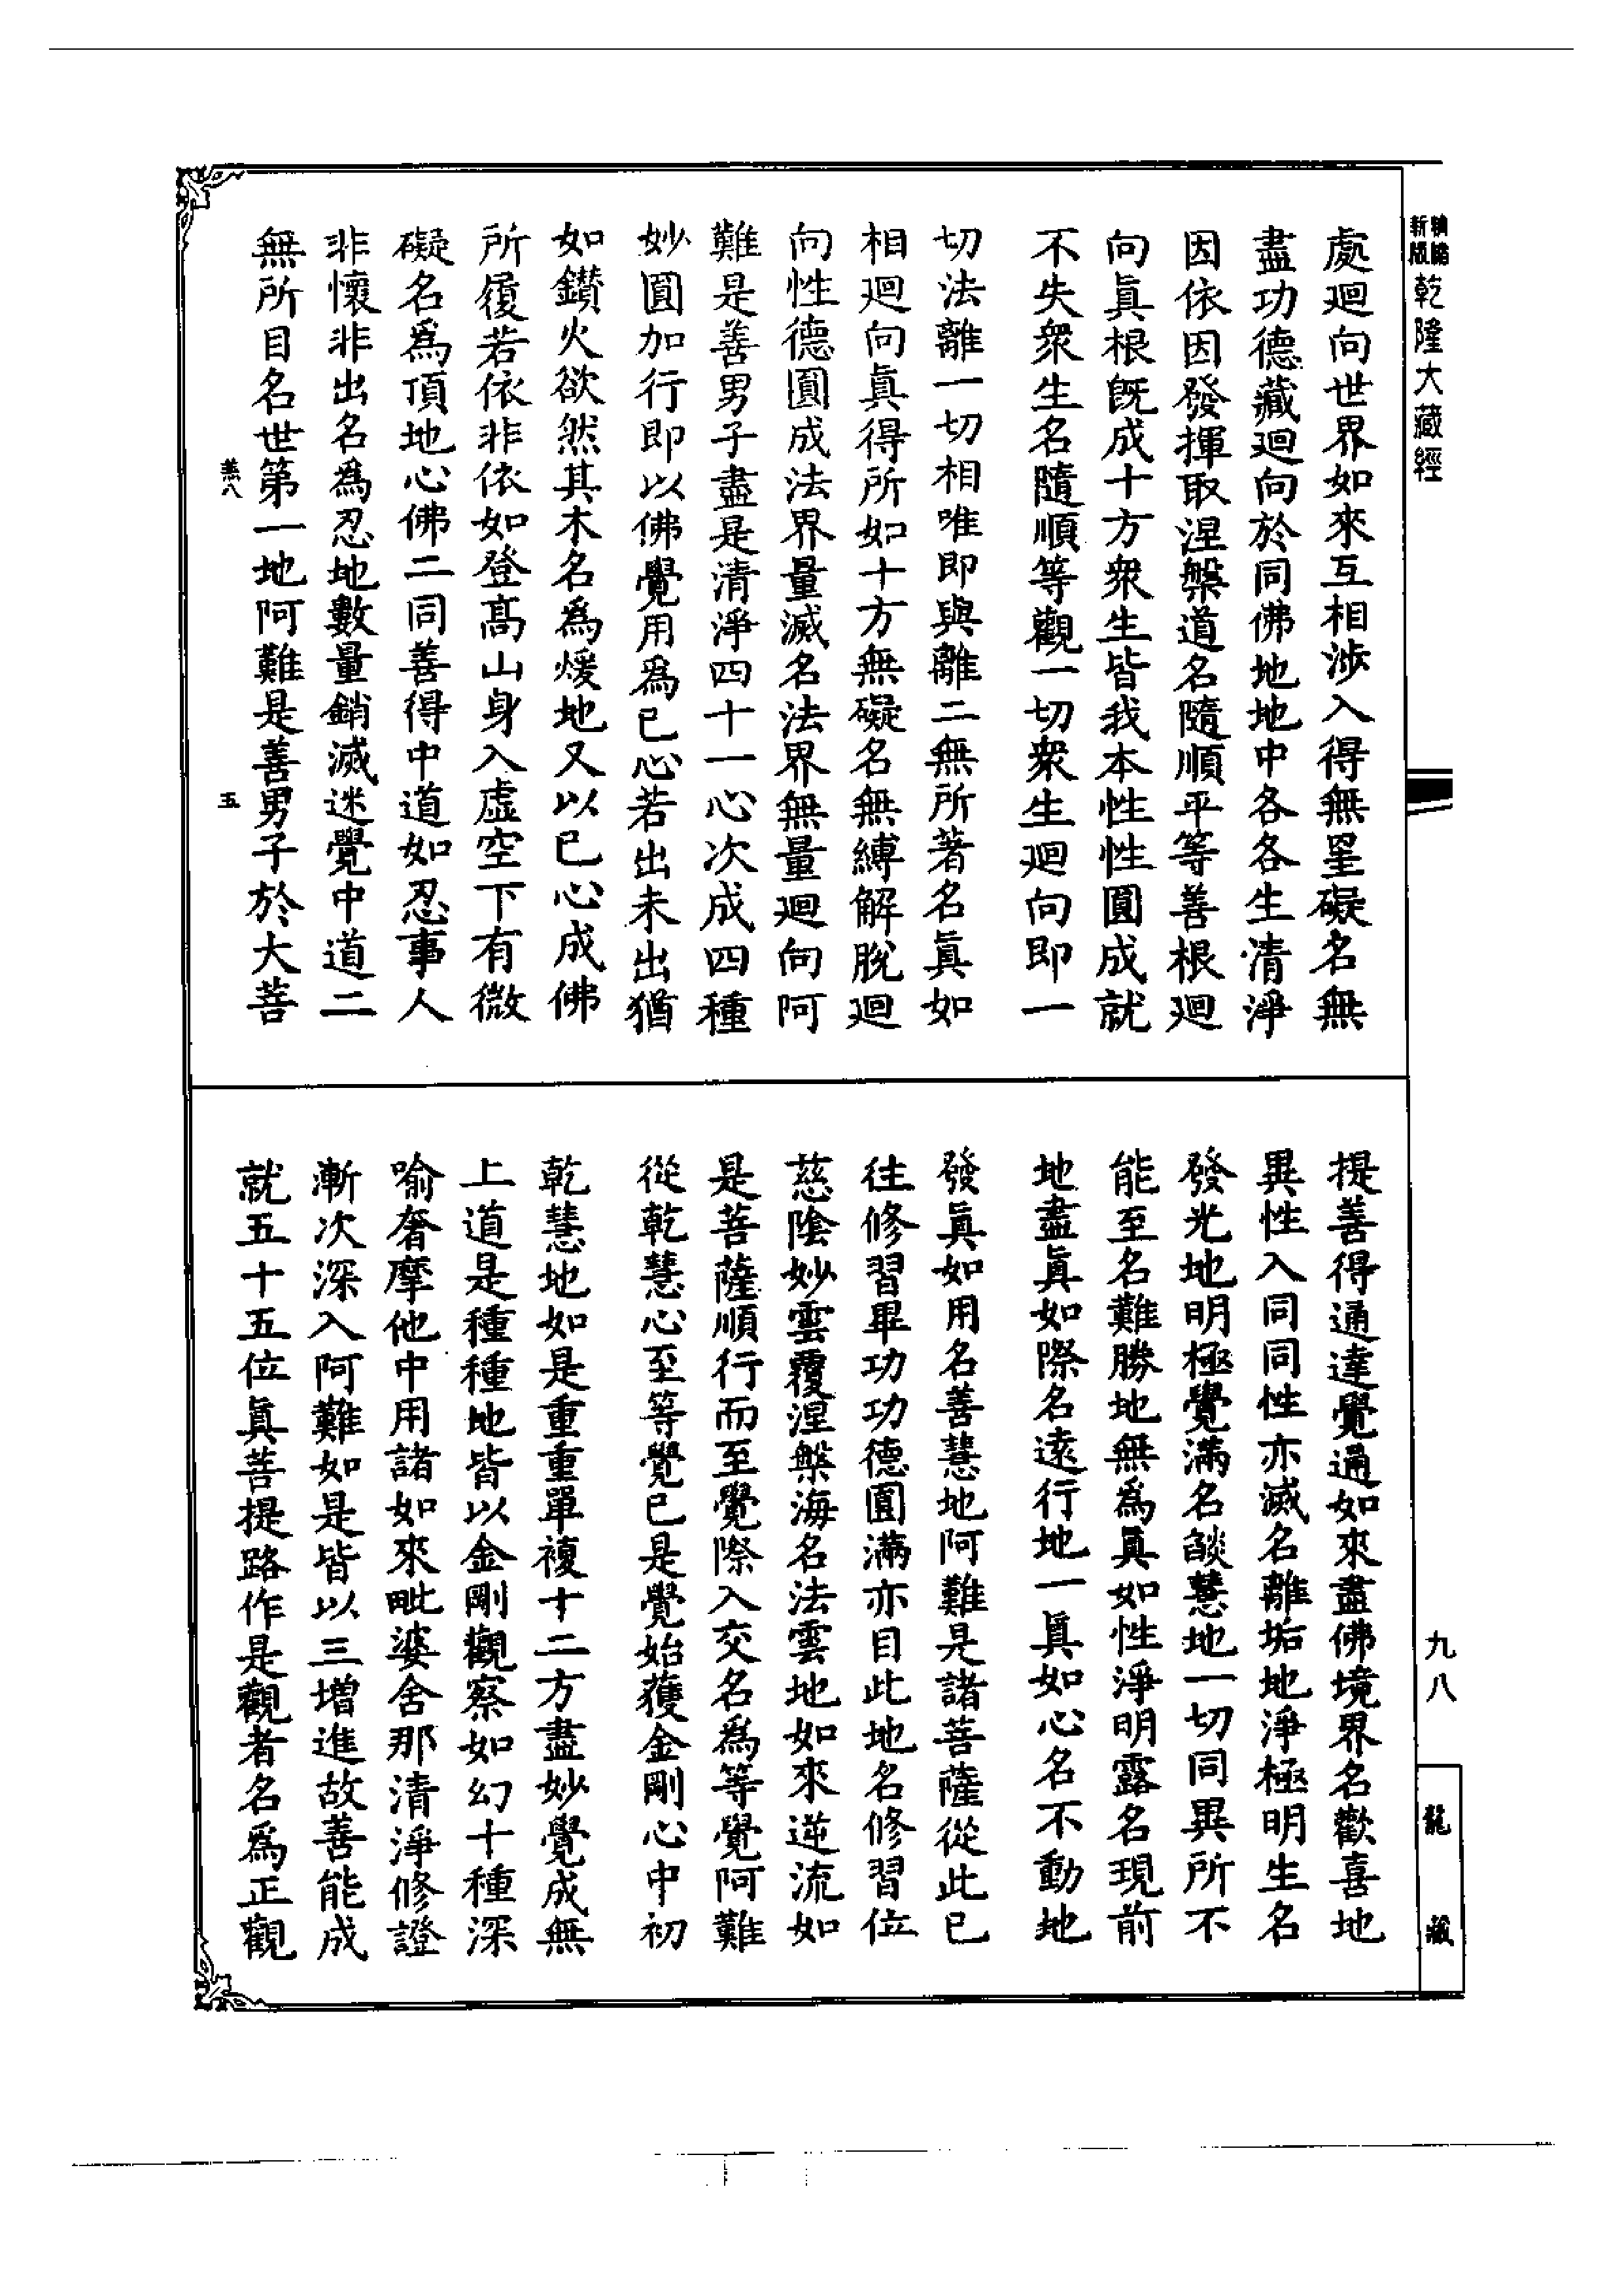 新版
乾隆大藏經
處迴向世界如來互相涉入得無罣礙名無
盡功德藏迴向於同佛地地中各各生清淨
因依因發揮取涅槃道名隨順平等善根迴
向眞根既成十方衆生皆我本性性圓成就
不失衆生名隨順等觀一切衆生迴向即一
切法離一切相唯即與離二無所著名眞如
相迴向眞得所如十方無礙名無縛解脫迴
向性德圓成法界量滅名法界無量迴向阿
難是善男子盡是清淨四十一心次成四種
妙圓加行即以佛覺用爲已心若出未出猶
如鑚火欲然其木名爲煖地又以已心成佛
所履若依非依如登高山身入虛空下有微
礙名爲頂地心佛二同善得中道如忍事人
非懷非出名爲忍地數量銷滅迷覺中道二
無所目名世第一地阿難是善男子於大菩
八
五
提善得通達覺通如來盡佛境界名歡喜地
異性入同同性亦滅名離垢地淨極明生名
發光地明極覺滿名燄慧地一切同異所不
能至名難勝地無爲眞如性淨明露名現前
地盡眞如際名遠行地一眞如心名不動地
發眞如用名善慧地阿難是諸菩薩從此已
往修習畢功功德圓滿亦目此地名修習位
慈陰妙雲覆涅槃海名法雲地如來逆流如
是菩薩順行而至覺際入交名爲等覺阿難
從乾慧心至等覺已是覺始獲金剛心中初
乾慧地如是重重單複十二方盡妙覺成無
上道是種種地皆以金剛觀察如幻十種深
喻奢摩他中用諸如來毗婆舍那清淨修證
漸次深入阿難如是皆以三增進故善能成
就五十五位眞菩提路作是觀者名爲正觀
九八
龍藏